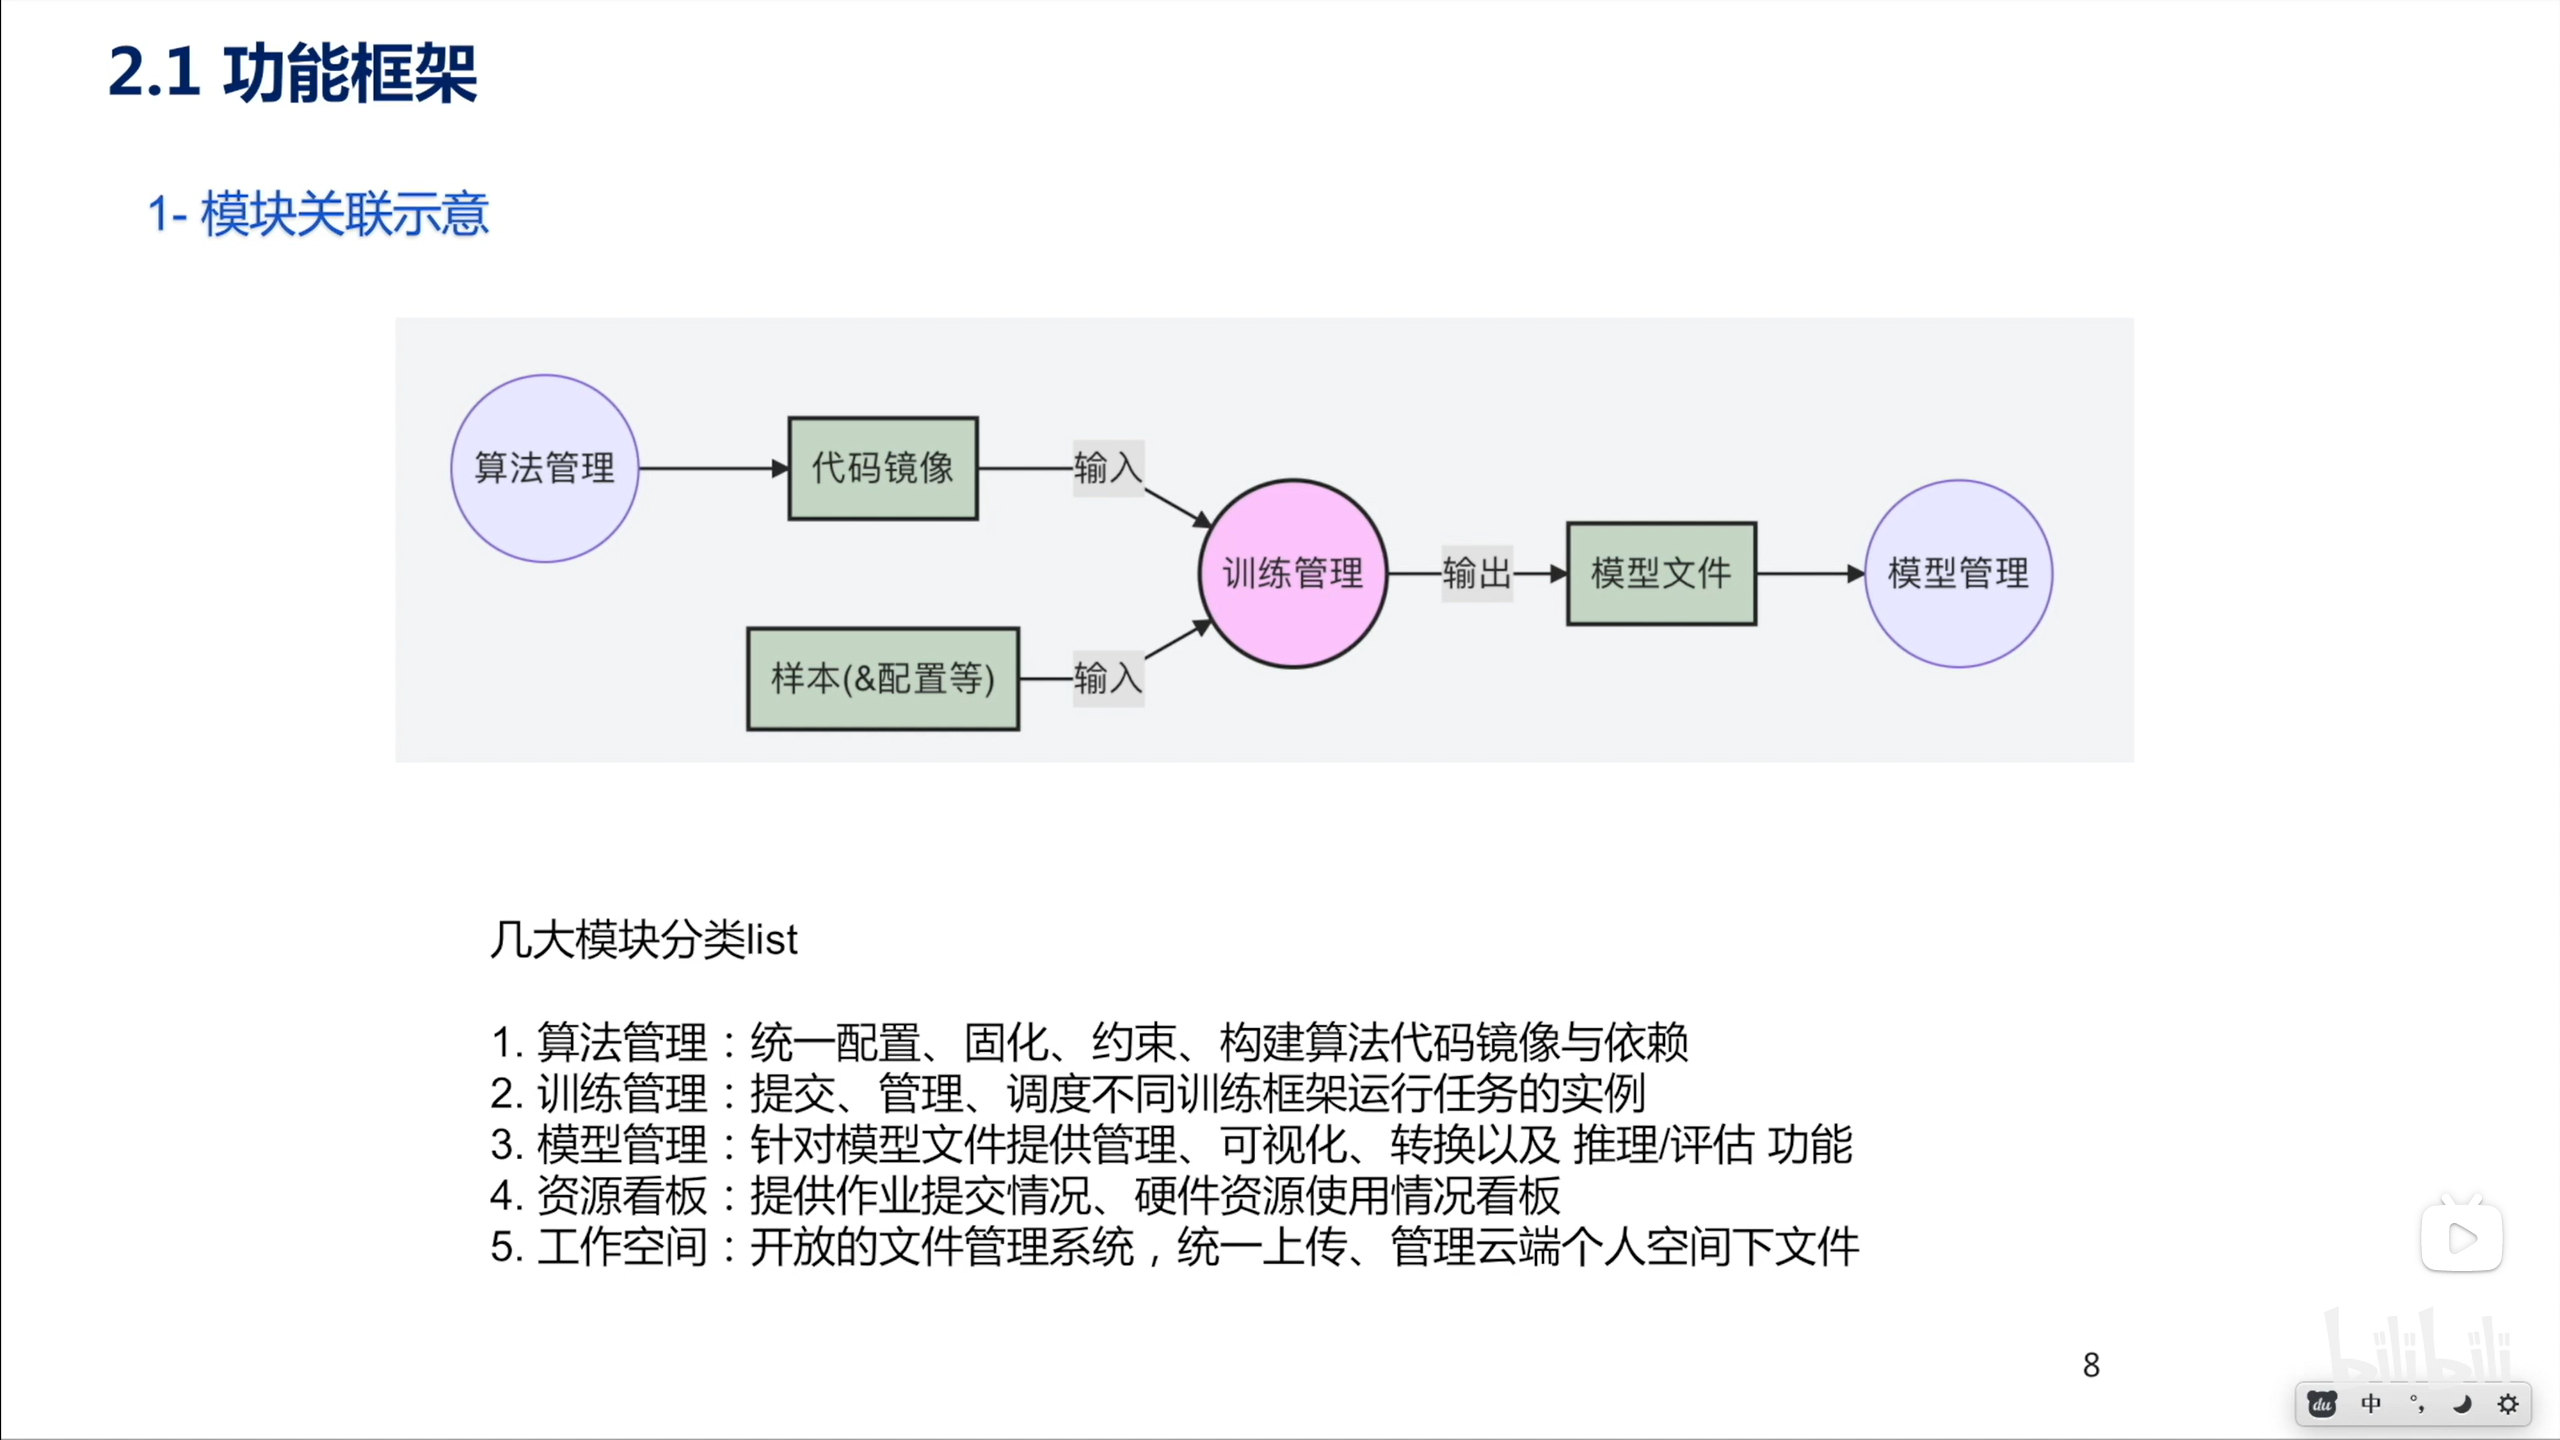 2.1 功能框架
1- 模块关联示意
算法管理
代码镜像
输入
训练管理
输出
模型文件
模型管理
样本(&配置等)
输入
几大模块分类list
1. 算法管理：统一配置、固化、约束、构建算法代码镜像与依赖
2. 训练管理：提交、管理、调度不同训练框架运行任务的实例
3. 模型管理：针对模型文件提供管理、可视化、转换以及 推理/评估 功能
4. 资源看板：提供作业提交情况、硬件资源使用情况看板
5. 工作空间：开放的文件管理系统，统一上传、管理云端个人空间下文件
bilibili
8
du 中 °,